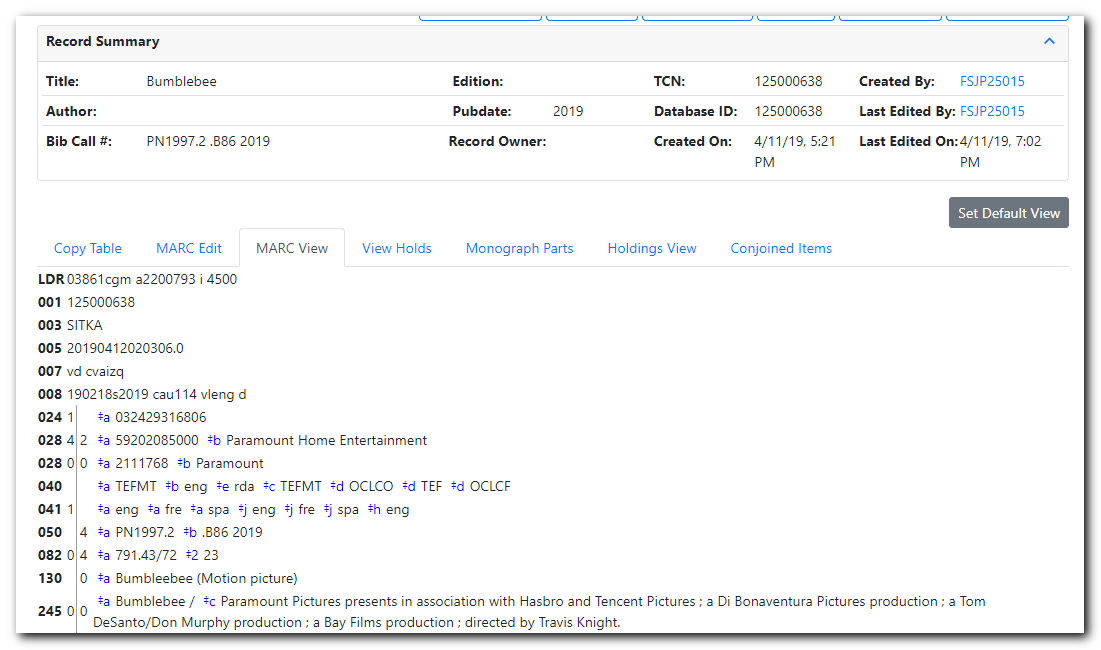 Record Summary
Title: Bumblebee Edition: TCN: 125000638 Created By: FSJP25015
Author: Pubdate: 2019 Database ID: 125000638 Last Edited By: FSJP25015
Bib Call #: PN1997.2 .B86 2019 Record Owner: Created On: 4/11/19, 5:21 PM Last Edited On: 4/11/19, 7:02 PM
Set Default View
Copy Table MARC Edit MARC View View Holds Monograph Parts Holdings View Conjoined Items
LDR 03861cgm a2200793 i 4500
001 125000638
003 SITKA
005 20190412020306.0
007 vd cvaizq
008 190218s2019 cau114 vleng d
024 1 ‡a 032429316806
028 4 2 ‡a 59202085000 ‡b Paramount Home Entertainment
028 0 0 ‡a 2111768 ‡b Paramount
040 ‡a TEFMT ‡b eng ‡e rda ‡c TEFMT ‡d OCLCO ‡d TEF ‡d OCLCF
041 1 ‡a eng ‡a fre ‡a spa ‡j eng ‡j fre ‡j spa ‡h eng
050 4 ‡a PN1997.2 ‡b .B86 2019
082 0 4 ‡a 791.43/72 ‡2 23
130 0 ‡a Bumbleebee (Motion picture)
245 0 0 ‡a Bumblebee / ‡c Paramount Pictures presents in association with Hasbro and Tencent Pictures ; a Di Bonaventura Pictures production ; a Tom
DeSanto/Don Murphy production ; a Bay Films production ; directed by Travis Knight.